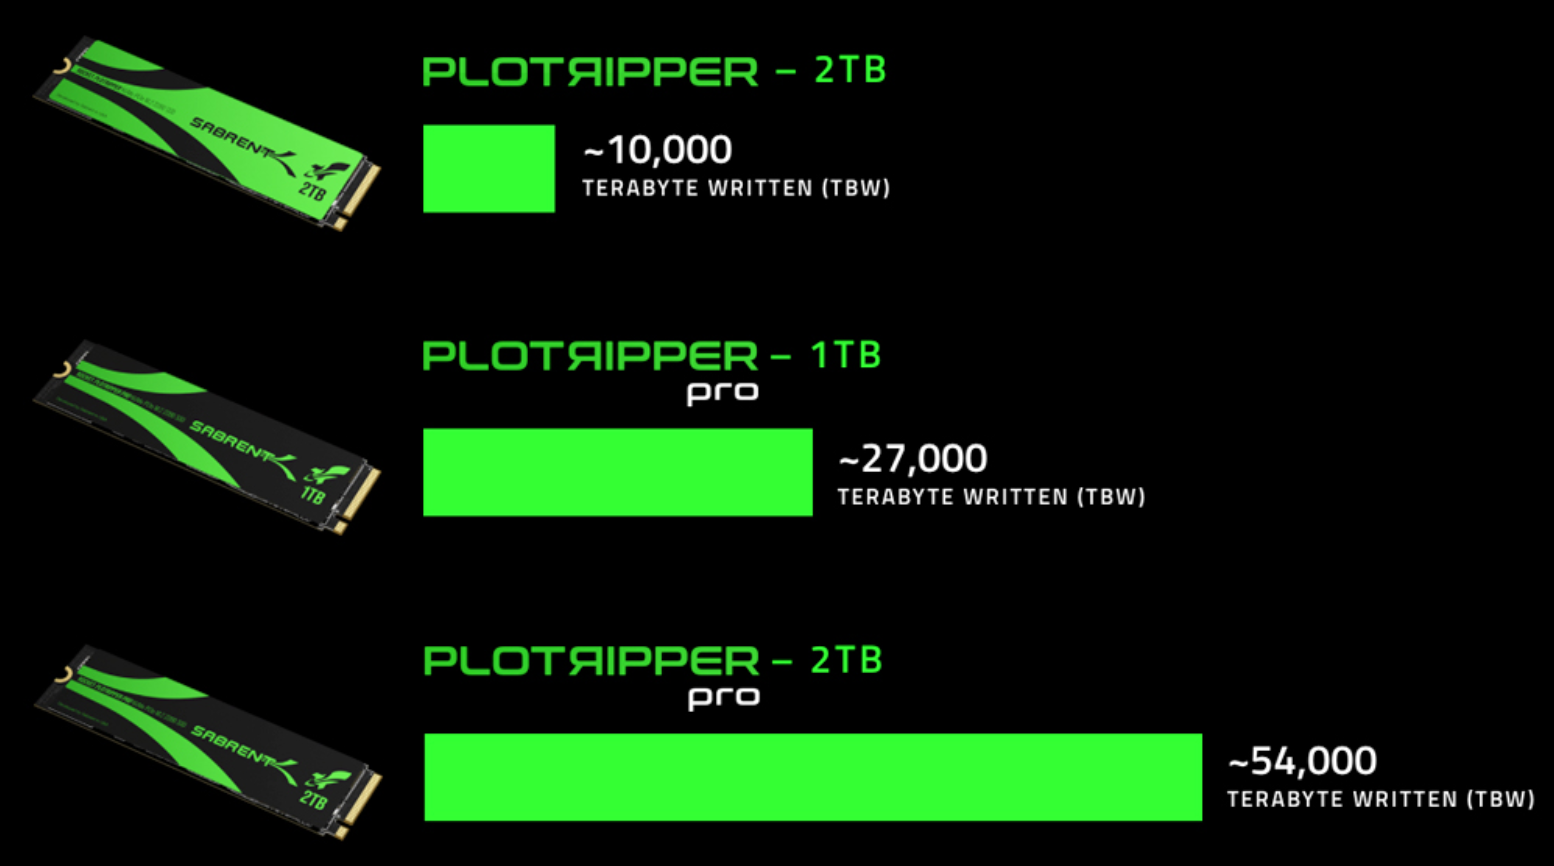 PLOTRIPPER – 2TB
~10,000
TERABYTE WRITTEN (TBW)
SABRENT
2TB
PLOTRIPPER – 1TB
pro
~27,000
TERABYTE WRITTEN (TBW)
SABRENT
1TB
PLOTRIPPER – 2TB
pro
~54,000
TERABYTE WRITTEN (TBW)
SABRENT
2TB